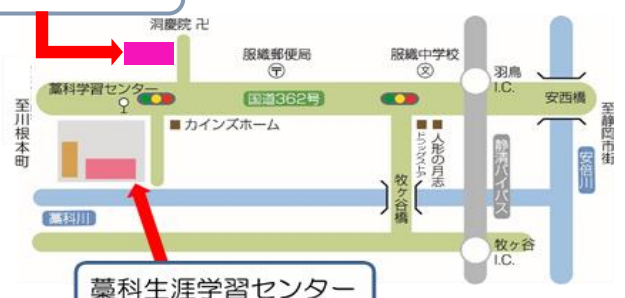 洞慶院 卍
服織郵便局
〒
服織中学校
文
羽鳥
I.C.
藁科学習センター
国道362号
安西橋
至川根本町
至静岡市街
■ カインズホーム
■ 人形の月志
■ ドラッグストア
静清バイパス
安倍川
牧ヶ谷橋
藁科川
牧ヶ谷
I.C.
藁科生涯学習センター